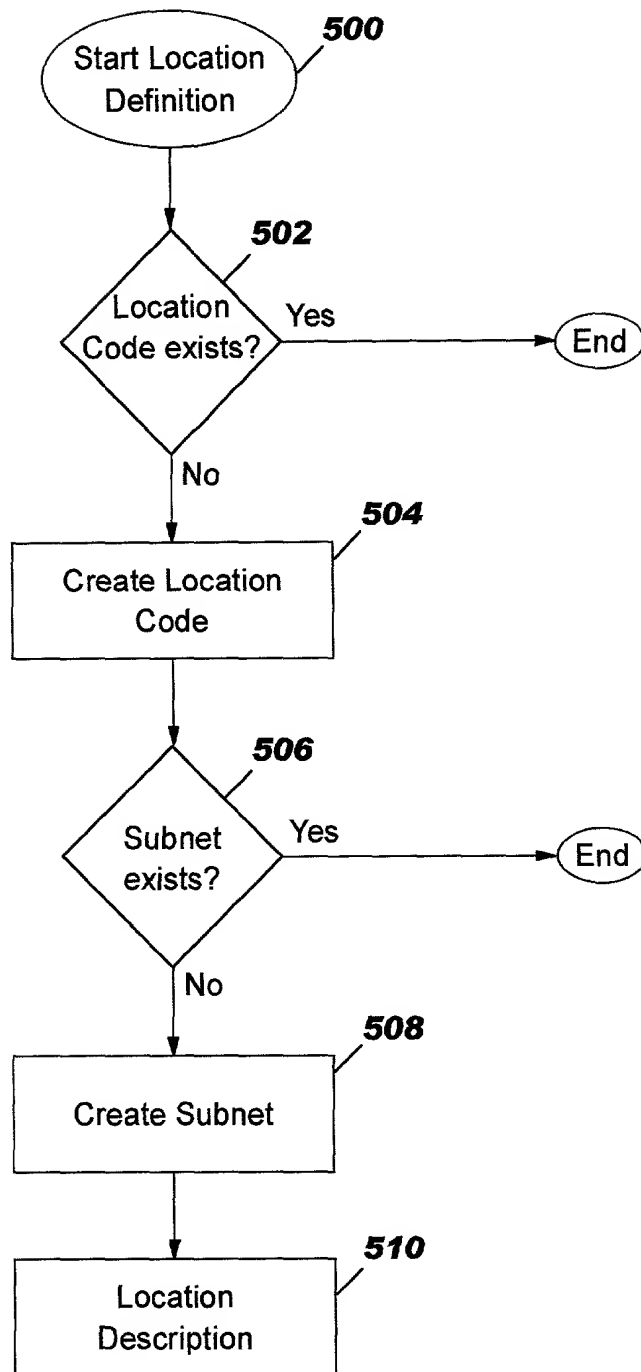 500
Start Location
Definition
502
Location
Code exists?
Yes
End
No
504
Create Location
Code
506
Subnet
exists?
Yes
End
No
508
Create Subnet
510
Location
Description